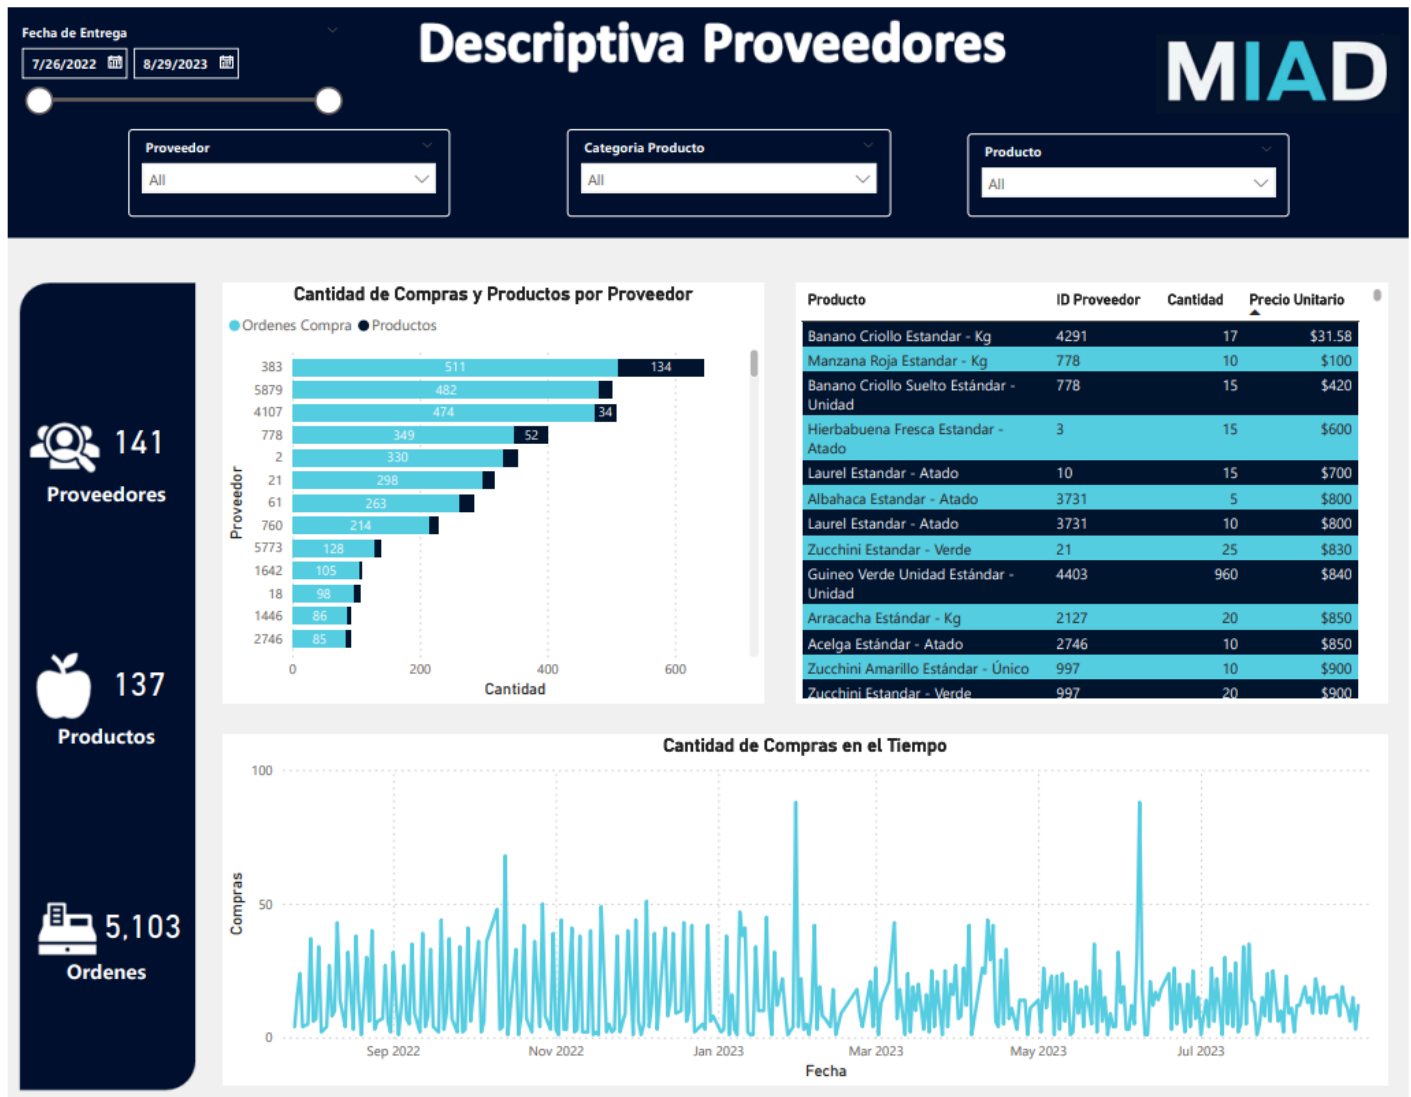 Fecha de Entrega
7/26/2022 8/29/2023
Descriptiva Proveedores
MIAD
Proveedor
All
Categoria Producto
All
Producto
All
141
Proveedores
137
Productos
5,103
Ordenes
Cantidad de Compras y Productos por Proveedor
Ordenes Compra Productos
Proveedor
383 511 134
5879 482
4107 474 34
778 349 52
2 330
21 298
61 263
760 214
5773 128
1642 105
18 98
1446 86
2746 85
0 200 400 600
Cantidad
Producto ID Proveedor Cantidad Precio Unitario
Banano Criollo Estandar - Kg 4291 17 $31.58
Manzana Roja Estandar - Kg 778 10 $100
Banano Criollo Suelto Estándar - 778 15 $420
Unidad
Hierbabuena Fresca Estandar - 3 15 $600
Atado
Laurel Estandar - Atado 10 15 $700
Albahaca Estandar - Atado 3731 5 $800
Laurel Estandar - Atado 3731 10 $800
Zucchini Estandar - Verde 21 25 $830
Guineo Verde Unidad Estándar - 4403 960 $840
Unidad
Arracacha Estándar - Kg 2127 20 $850
Acelga Estándar - Atado 2746 10 $850
Zucchini Amarillo Estándar - Único 997 10 $900
Zucchini Estandar - Verde 997 20 $900
Cantidad de Compras en el Tiempo
Compras
100
50
0
Sep 2022 Nov 2022 Jan 2023 Mar 2023 May 2023 Jul 2023
Fecha